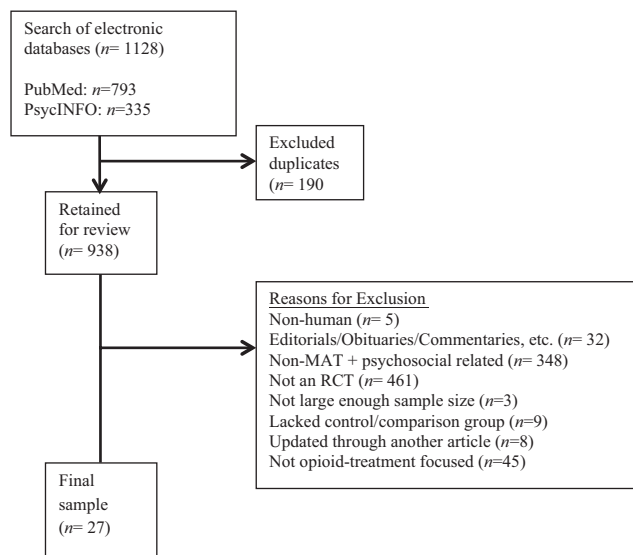 Search of electronic
databases (n= 1128)
PubMed: n=793
PsycINFO: n=335
Excluded
duplicates
(n= 190
Retained
for review
(n= 938)
Reasons for Exclusion
Non-human (n= 5)
Editorials/Obituaries/Commentaries, etc. (n= 32)
Non-MAT + psychosocial related (n= 348)
Not an RCT (n= 461)
Not large enough sample size (n=3)
Lacked control/comparison group (n=9)
Updated through another article (n=8)
Not opioid-treatment focused (n=45)
Final
sample
(n= 27)